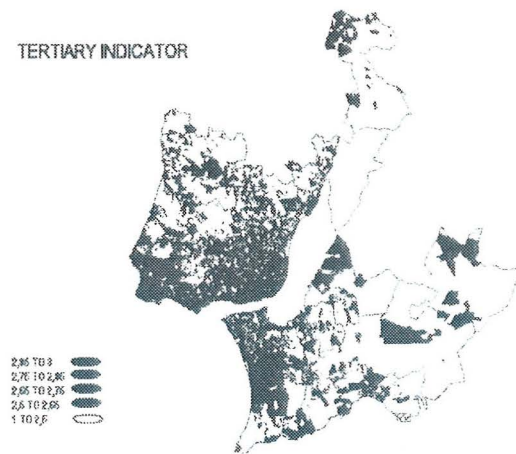 TERTIARY INDICATOR
2,85 TO 3
2,75 TO 2,85
2,65 TO 2,75
2,5 TO 2,65
1 TO 2,5